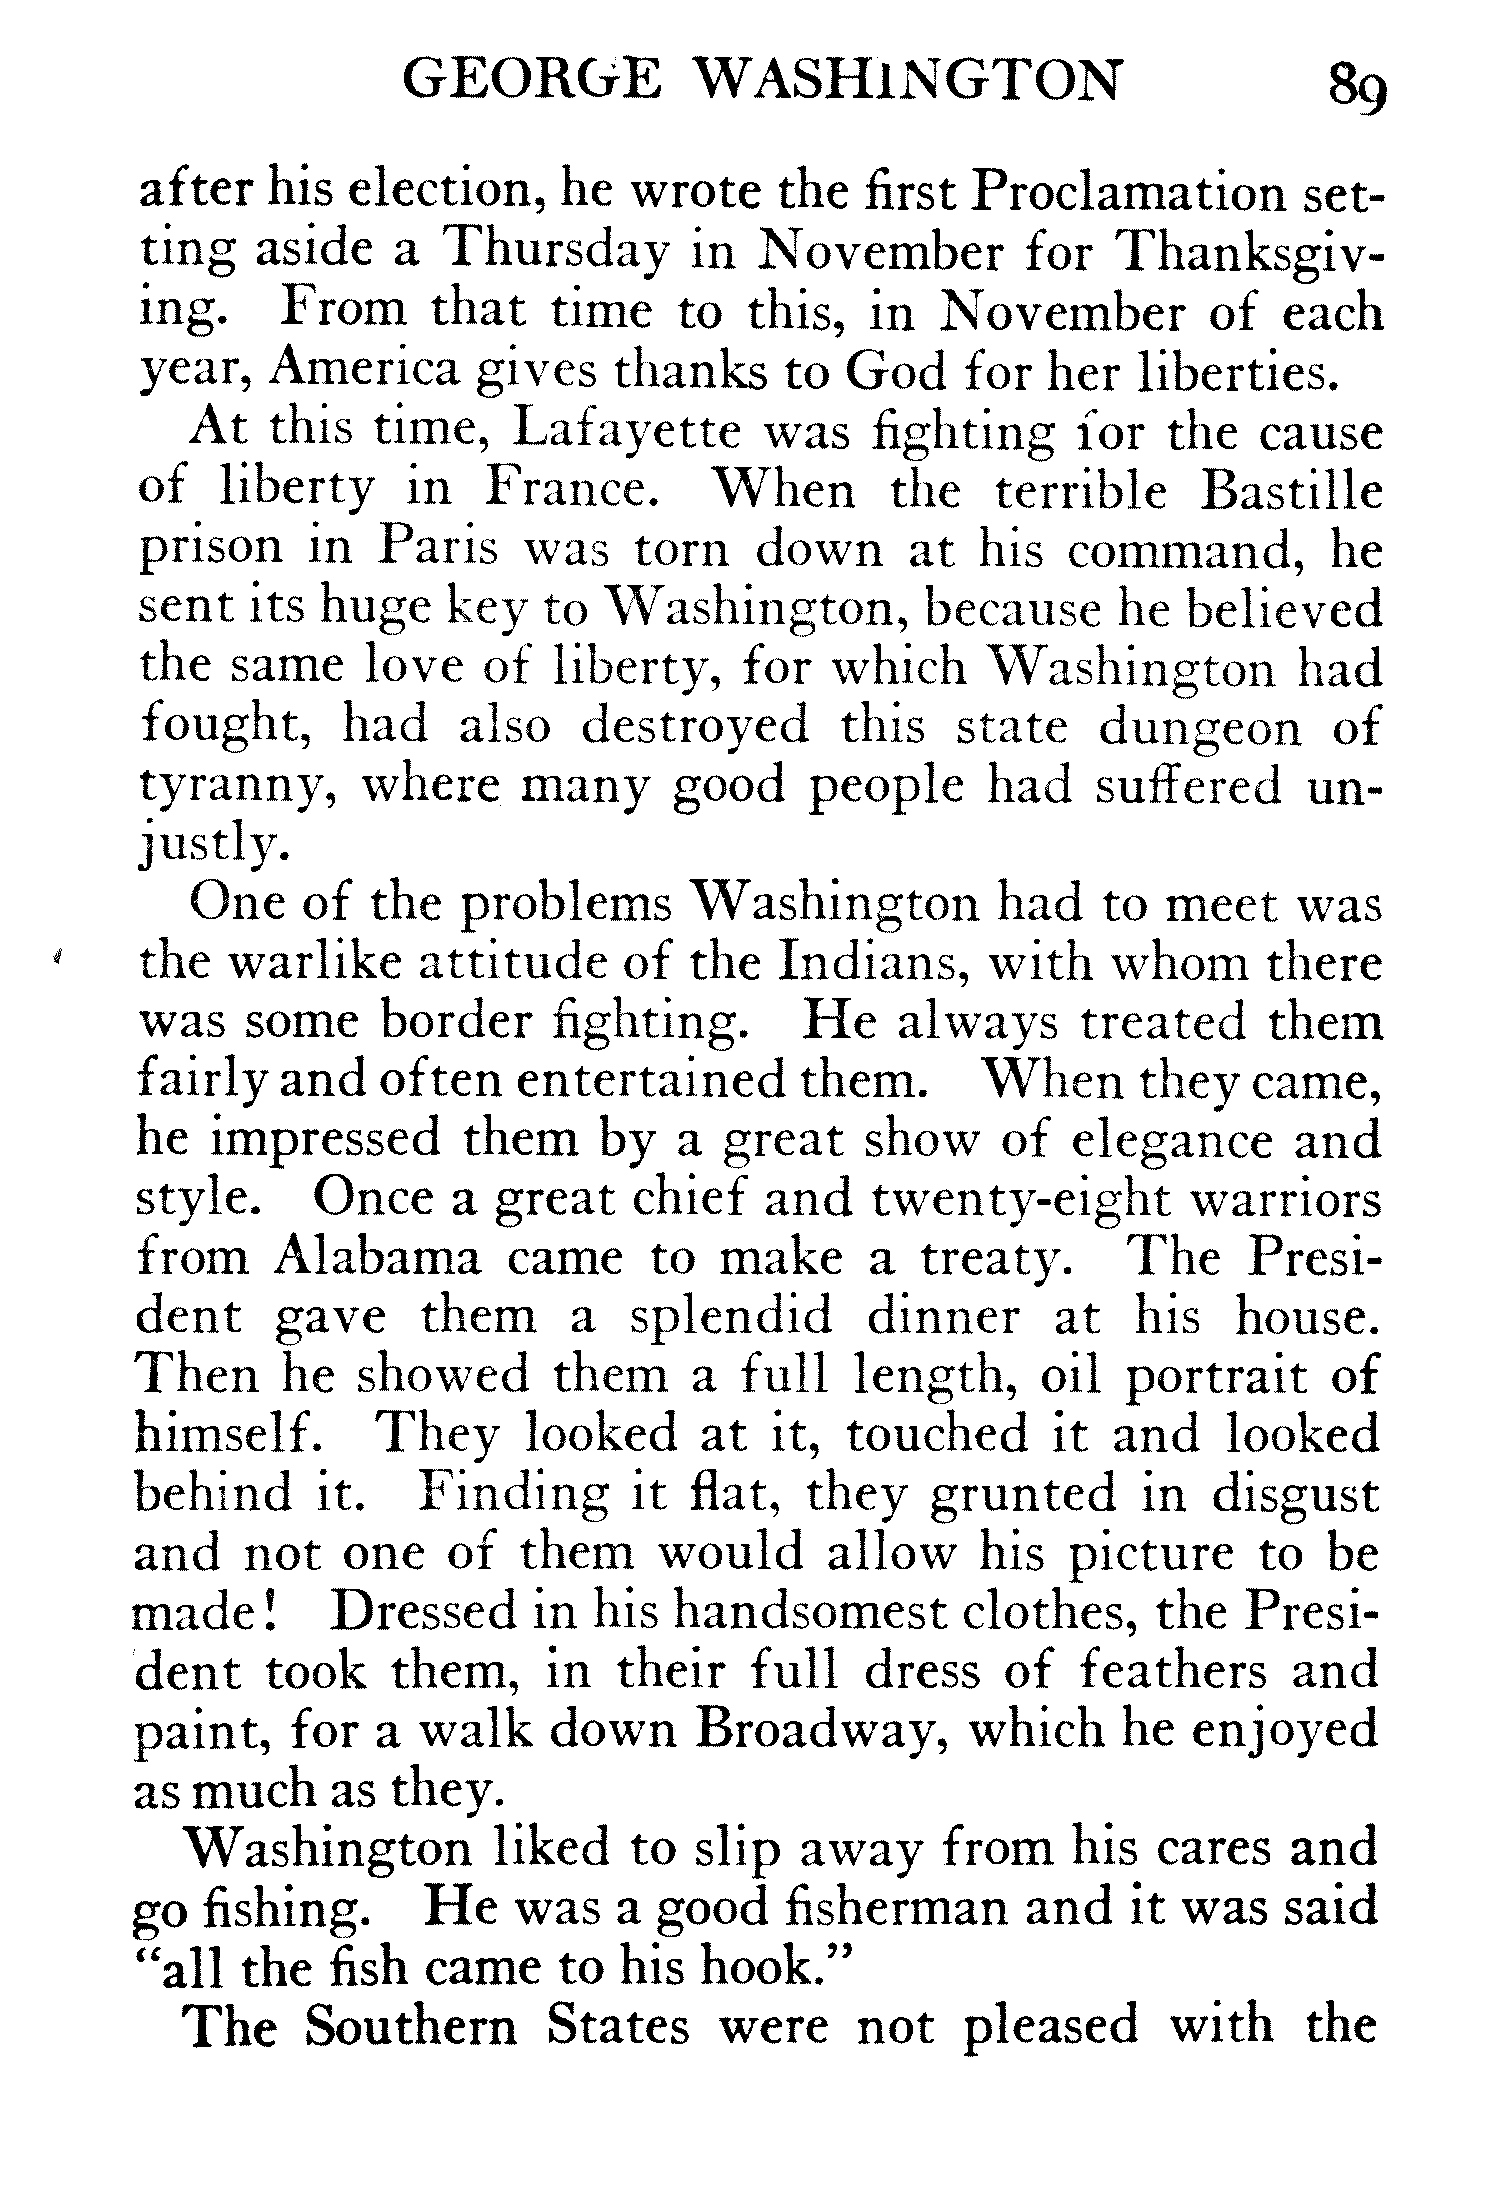 GEORGE WASHINGTON 89
after his election, he wrote the first Proclamation set-
ting aside a Thursday in November for Thanksgiv-
ing. From that time to this, in November of each
year, America gives thanks to God for her liberties.
At this time, Lafayette was fighting for the cause
of liberty in France. When the terrible Bastille
prison in Paris was torn down at his command, he
sent its huge key to Washington, because he believed
the same love of liberty, for which Washington had
fought, had also destroyed this state dungeon of
tyranny, where many good people had suffered un-
justly.
One of the problems Washington had to meet was
the warlike attitude of the Indians, with whom there
was some border fighting. He always treated them
fairly and often entertained them. When they came,
he impressed them by a great show of elegance and
style. Once a great chief and twenty-eight warriors
from Alabama came to make a treaty. The Presi-
dent gave them a splendid dinner at his house.
Then he showed them a full length, oil portrait of
himself. They looked at it, touched it and looked
behind it. Finding it flat, they grunted in disgust
and not one of them would allow his picture to be
made! Dressed in his handsomest clothes, the Presi-
dent took them, in their full dress of feathers and
paint, for a walk down Broadway, which he enjoyed
as much as they.
Washington liked to slip away from his cares and
go fishing. He was a good fisherman and it was said
"all the fish came to his hook."
The Southern States were not pleased with the